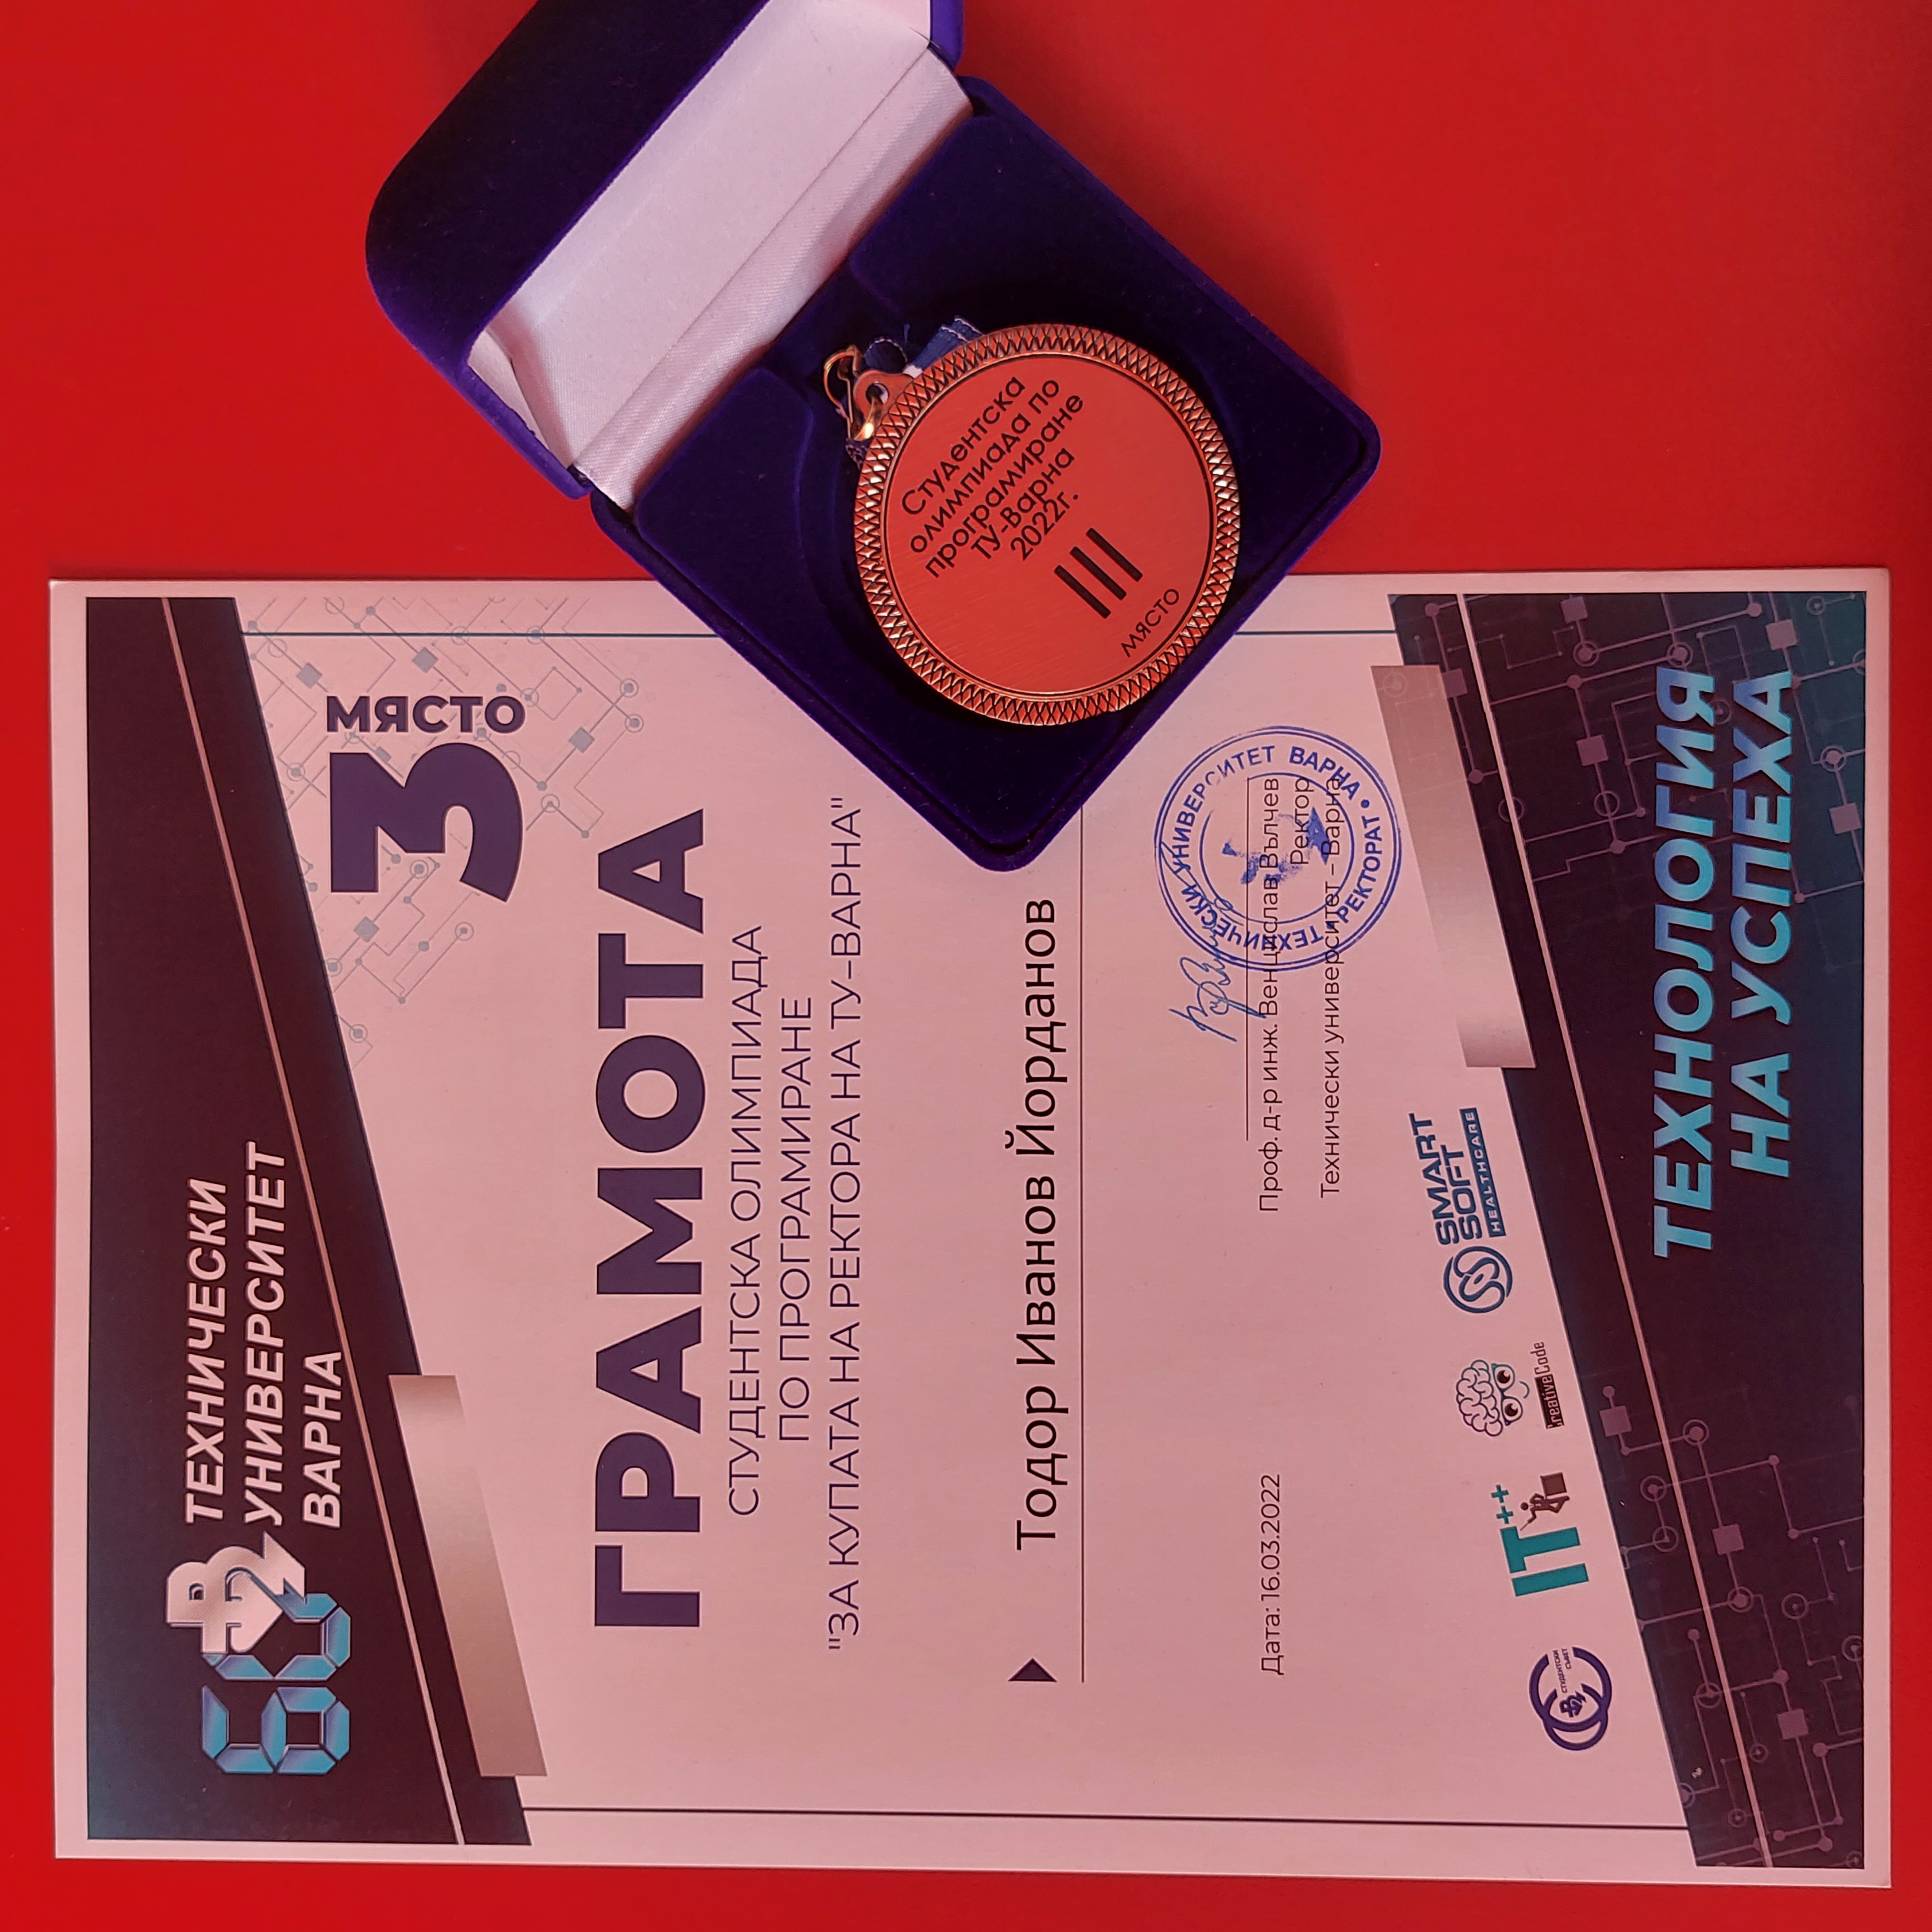 60
ТЕХНИЧЕСКИ
УНИВЕРСИТЕТ
ВАРНА
3
МЯСТО
ГРАМОТА
СТУДЕНТСКА ОЛИМПИАДА
ПО ПРОГРАМИРАНЕ
"ЗА КУПАТА НА РЕКТОРА НА ТУ–ВАРНА"
Тодор Иванов Йорданов
Дата: 16.03.2022
Проф. д-р инж. Венцислав Вълчев
Ректор
Технически университет – Варна
ТЕХНИЧЕСКИ УНИВЕРСИТЕТ ВАРНА • РЕКТОРАТ •
СТУДЕНТСКИ
СЪВЕТ
IT++
CreativeCode
SMART
SOFT
HEALTHCARE
ТЕХНОЛОГИЯ
НА УСПЕХА
Студентска
олимпиада по
програмиране
ТУ-Варна
2022г.
III
МЯСТО